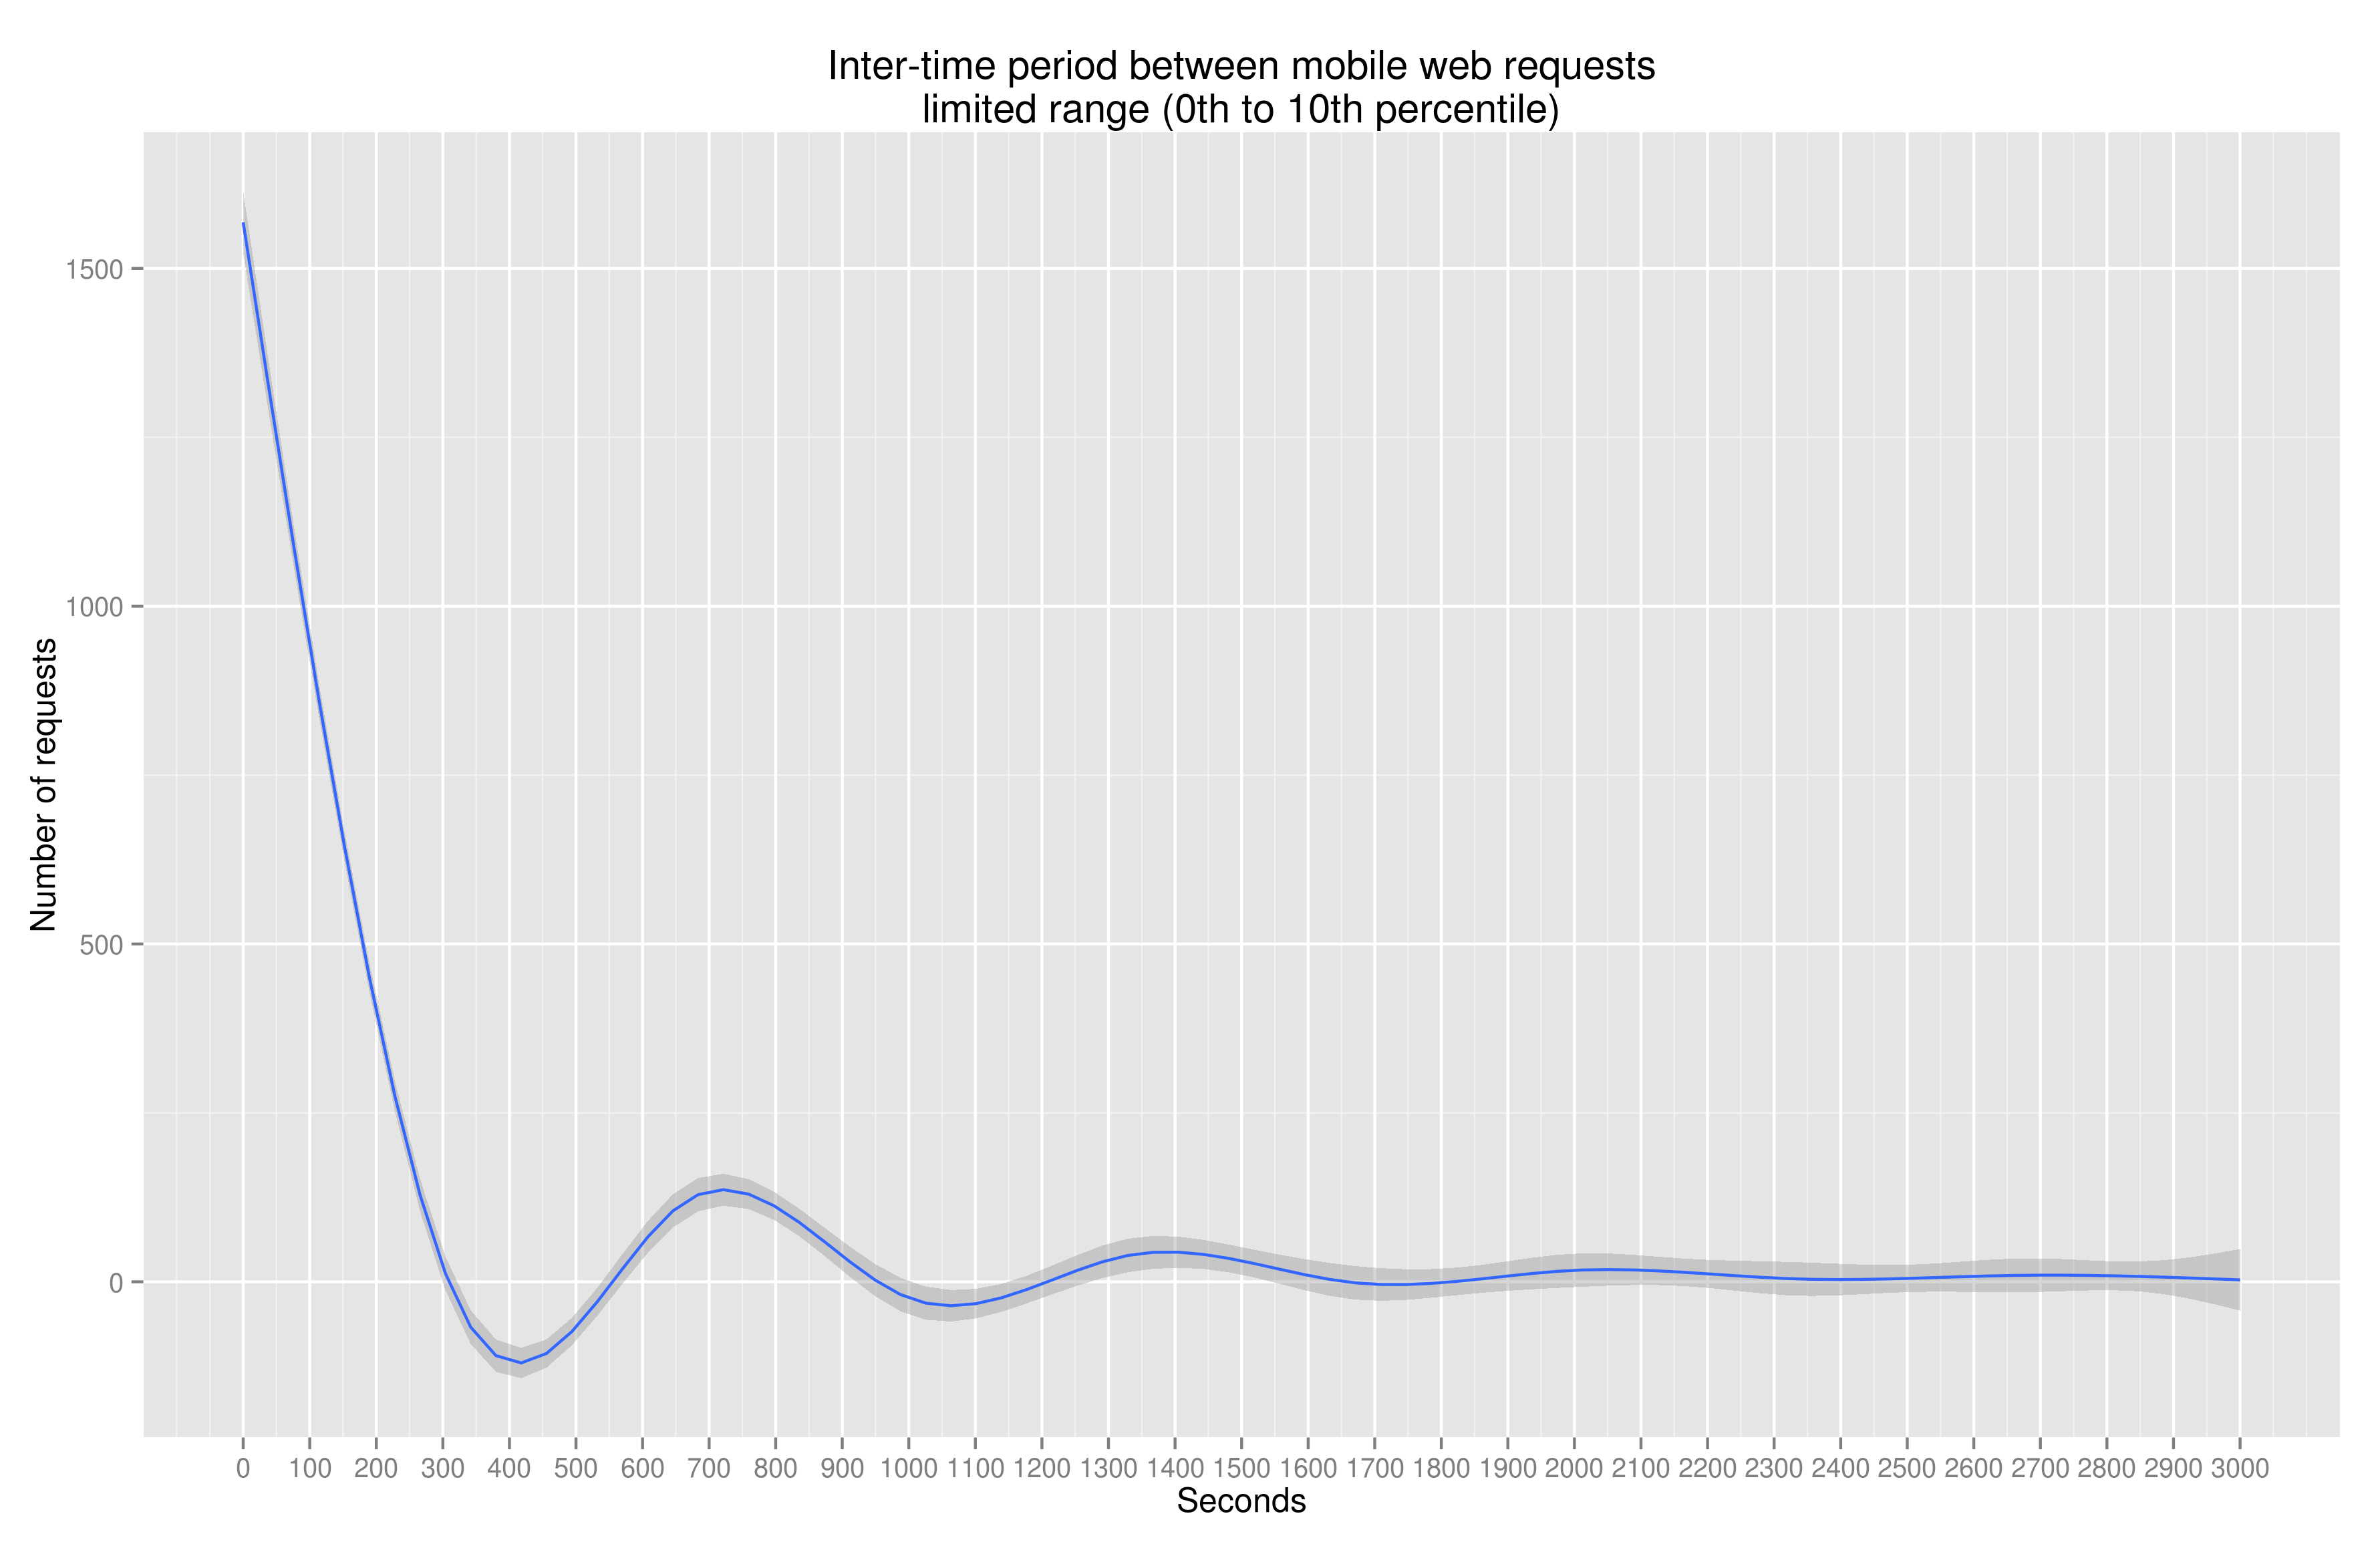 Inter-time period between mobile web requests
limited range (0th to 10th percentile)
Number of requests
1500
1000
500
0
0 100 200 300 400 500 600 700 800 900 1000 1100 1200 1300 1400 1500 1600 1700 1800 1900 2000 2100 2200 2300 2400 2500 2600 2700 2800 2900 3000
Seconds